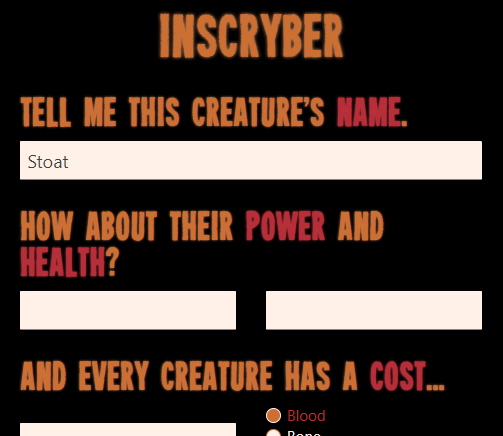 INSCRYBER
TELL ME THIS CREATURE'S NAME.
Stoat
HOW ABOUT THEIR POWER AND
HEALTH?
AND EVERY CREATURE HAS A COST...
Blood
Bone